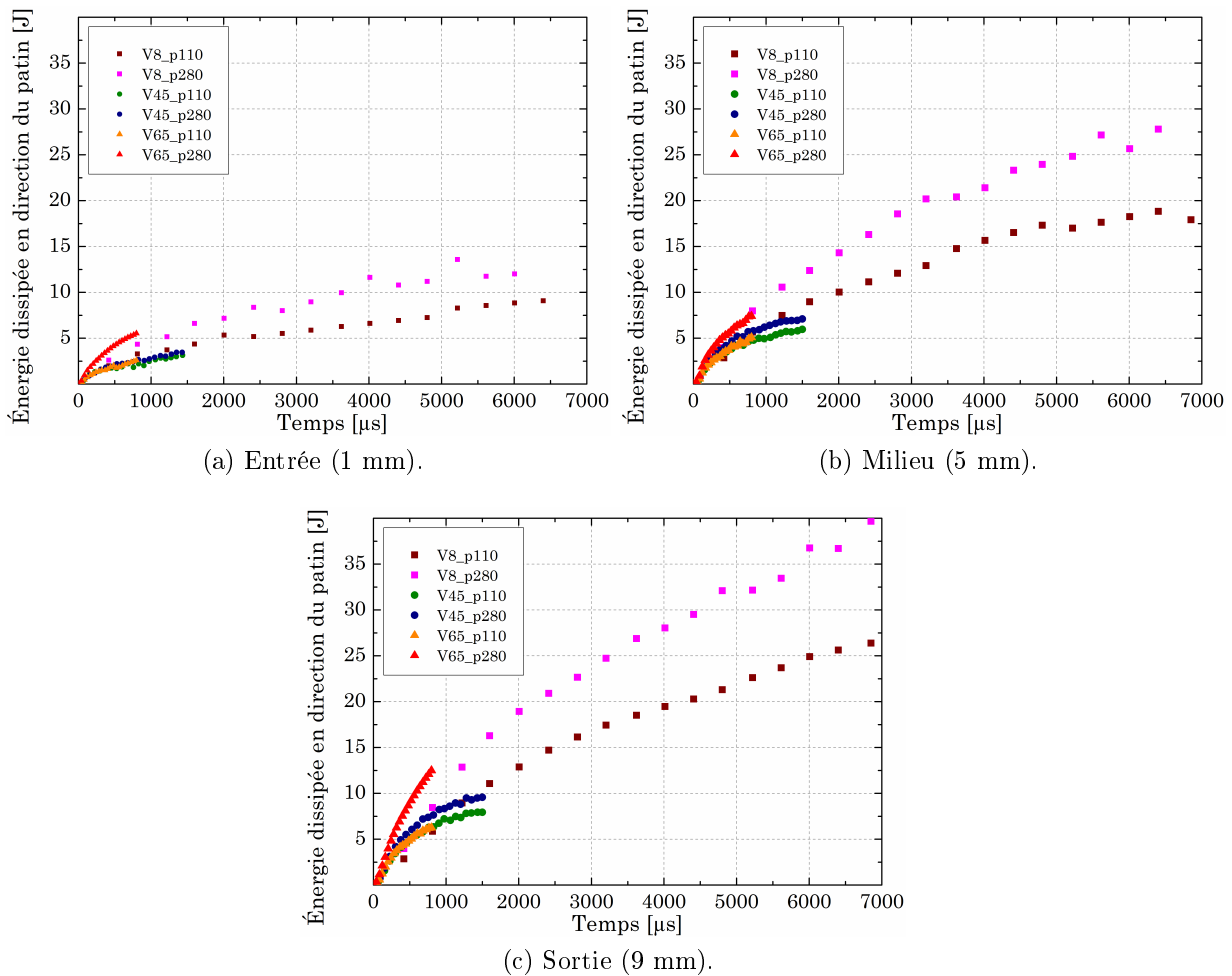 Énergie dissipée en direction du patin [J]
35
30
25
20
15
10
5
V8_p110
V8_p280
V45_p110
V45_p280
V65_p110
V65_p280
0 1000 2000 3000 4000 5000 6000 7000
Temps [µs]
(a) Entrée (1 mm).
Énergie dissipée en direction du patin [J]
35
30
25
20
15
10
5
V8_p110
V8_p280
V45_p110
V45_p280
V65_p110
V65_p280
0 1000 2000 3000 4000 5000 6000 7000
Temps [µs]
(b) Milieu (5 mm).
Énergie dissipée en direction du patin [J]
35
30
25
20
15
10
5
V8_p110
V8_p280
V45_p110
V45_p280
V65_p110
V65_p280
0 1000 2000 3000 4000 5000 6000 7000
Temps [µs]
(c) Sortie (9 mm).